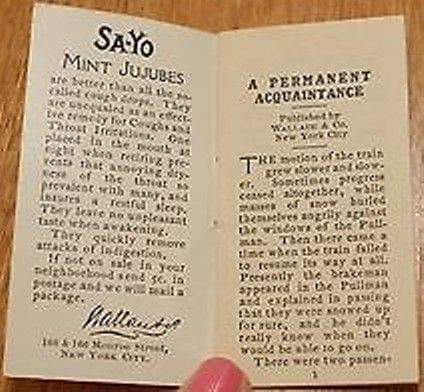 SA-YO
MINT JUJUBES
are better than all the so-
called cough drops. They
are unequaled as an effect-
ive remedy for Coughs and
Throat Irritations. One
placed in the mouth at
night when retiring pre-
vents that annoying dry-
ness of the throat so
prevalent with many, and
insures a restful sleep.
They leave no unpleasant
taste when awakening.
They quickly remove
attacks of indigestion.
If not on sale in your
neighborhood send 5c. in
postage and we will mail a
package.
Wallace & Co
Monroe Street,
NEW YORK CITY.
A PERMANENT
ACQUAINTANCE
Published by
WALLACE & CO.
NEW YORK CITY
THE motion of the train
grew slower and slow-
er. Sometimes progress
ceased altogether, while
masses of snow hurled
themselves angrily against
the windows of the Pull-
man. Then there came a
time when the train failed
to resume its way at all.
Presently the brakeman
appeared in the Pullman
and explained in passing
that they were snowed up
for sure, and he didn't
really know when they
would be able to go on.
There were two passen-
1